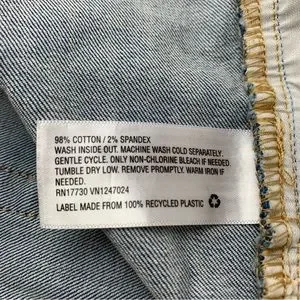 98% COTTON / 2% SPANDEX
WASH INSIDE OUT. MACHINE WASH COLD SEPARATELY.
GENTLE CYCLE. ONLY NON-CHLORINE BLEACH IF NEEDED.
TUMBLE DRY LOW. REMOVE PROMPTLY. WARM IRON IF
NEEDED.
RN17730 VN1247024
LABEL MADE FROM 100% RECYCLED PLASTIC